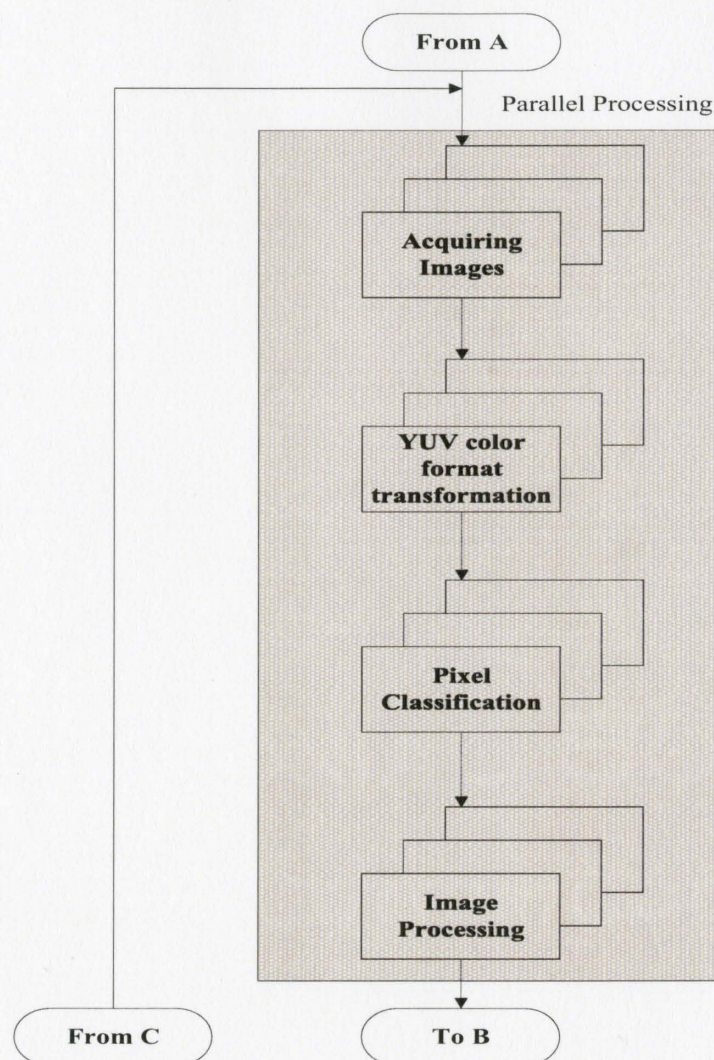 From A
Parallel Processing
Acquiring
Images
YUV color
format
transformation
Pixel
Classification
Image
Processing
From C
To B